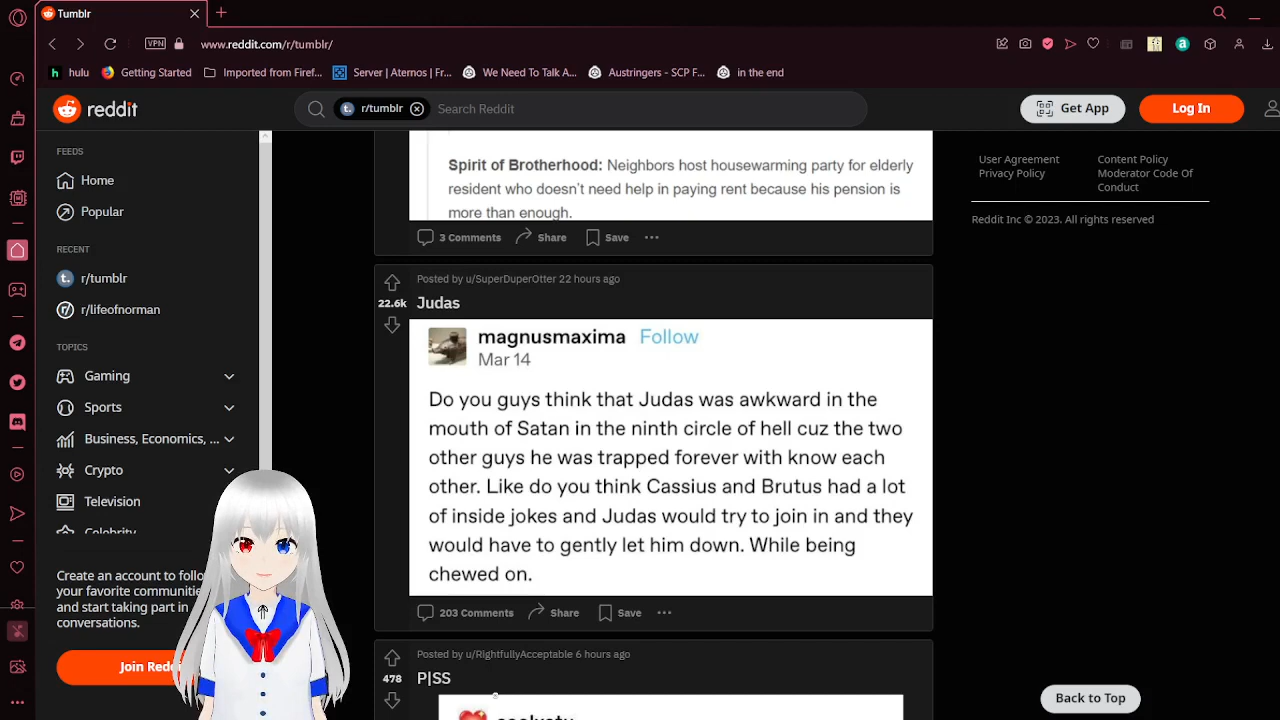 Tumblr
VPN
www.reddit.com/r/tumblr/
h hulu
Getting Started
Imported from Firef...
Server | Aternos | Fr...
We Need To Talk A...
Austringers - SCP F...
in the end
reddit
r/tumblr
Search Reddit
Get App
Log In
FEEDS
Home
Popular
RECENT
r/tumblr
r/lifeofnorman
TOPICS
Gaming
Sports
Business, Economics, ...
Crypto
Television
Celebrity
Create an account to follo
your favorite communitie
and start taking part in
conversations.
Join Reddi
Spirit of Brotherhood: Neighbors host housewarming party for elderly
resident who doesn't need help in paying rent because his pension is
more than enough.
3 Comments
Share
Save
Posted by u/SuperDuperOtter 22 hours ago
22.6k
Judas
magnusmaxima Follow
Mar 14
Do you guys think that Judas was awkward in the
mouth of Satan in the ninth circle of hell cuz the two
other guys he was trapped forever with know each
other. Like do you think Cassius and Brutus had a lot
of inside jokes and Judas would try to join in and they
would have to gently let him down. While being
chewed on.
203 Comments
Share
Save
Posted by u/RightfullyAcceptable 6 hours ago
478
P|SS
User Agreement
Privacy Policy
Content Policy
Moderator Code Of
Conduct
Reddit Inc © 2023. All rights reserved
Back to Top